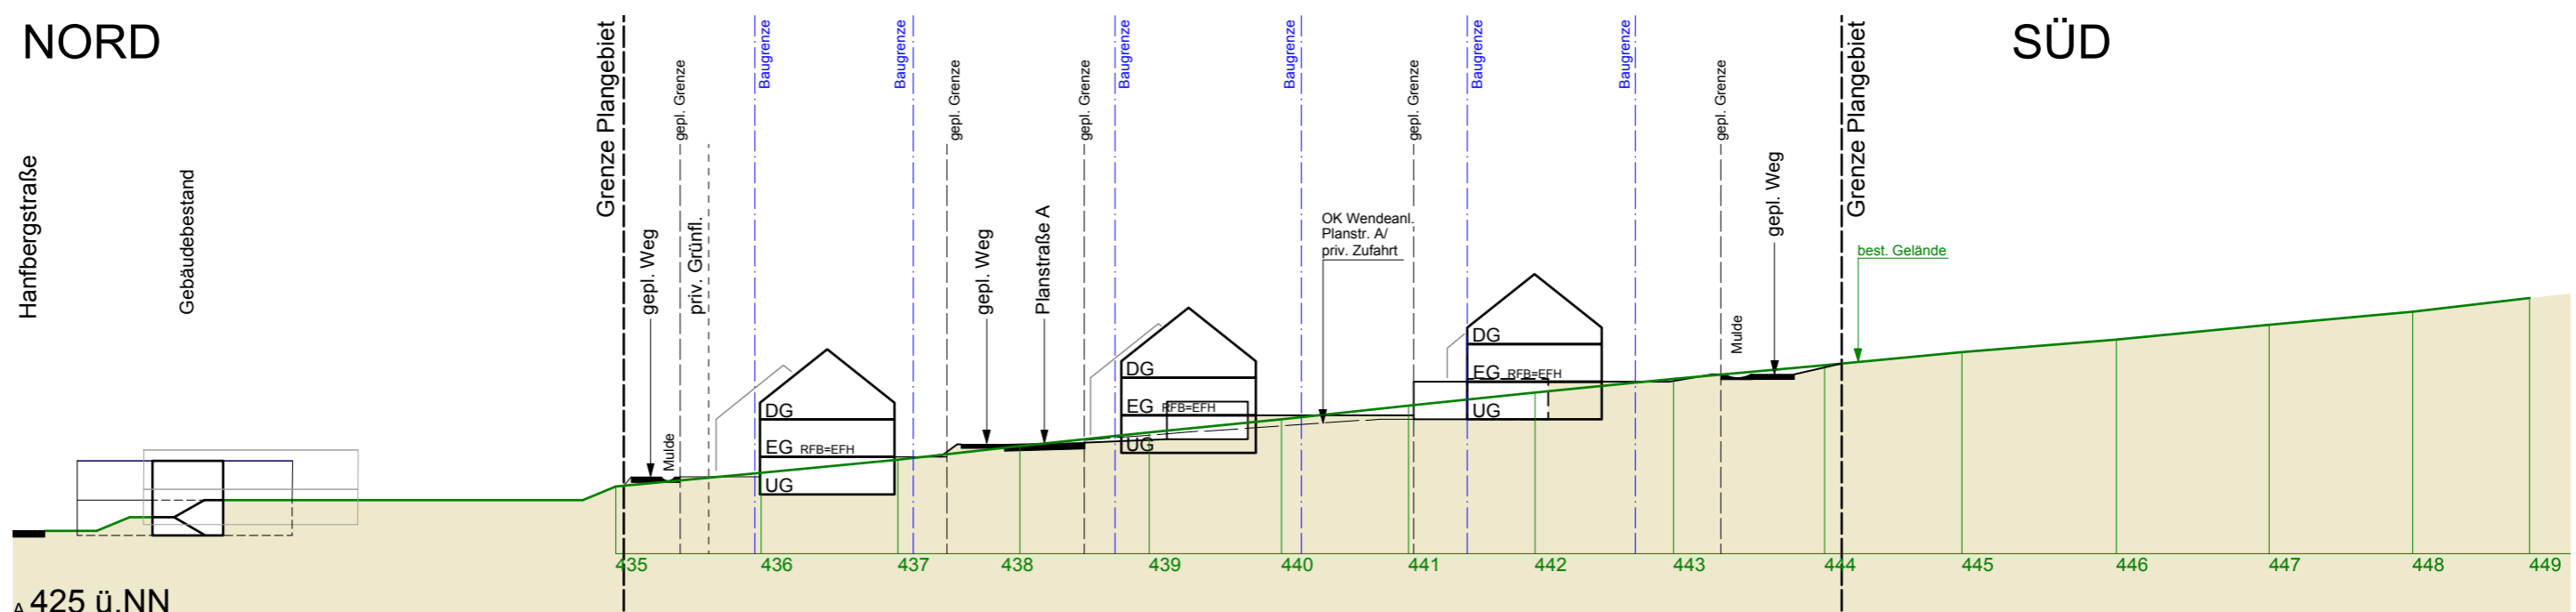 NORD
SÜD
Hanfbergstraße
Gebäudebestand
Grenze Plangebiet
gepl. Weg
Mulde
gepl. Grenze
priv. Grünfl.
Baugrenze
DG
EG RFB=EFH
UG
Baugrenze
gepl. Grenze
gepl. Weg
Planstraße A
gepl. Grenze
Baugrenze
DG
EG RFB=EFH
UG
Baugrenze
OK Wendeanl.
Planstr. A/
priv. Zufahrt
gepl. Grenze
Baugrenze
DG
EG RFB=EFH
UG
Baugrenze
gepl. Grenze
Mulde
gepl. Weg
Grenze Plangebiet
best. Gelände
435 436 437 438 439 440 441 442 443 444 445 446 447 448 449
A 425 ü.NN